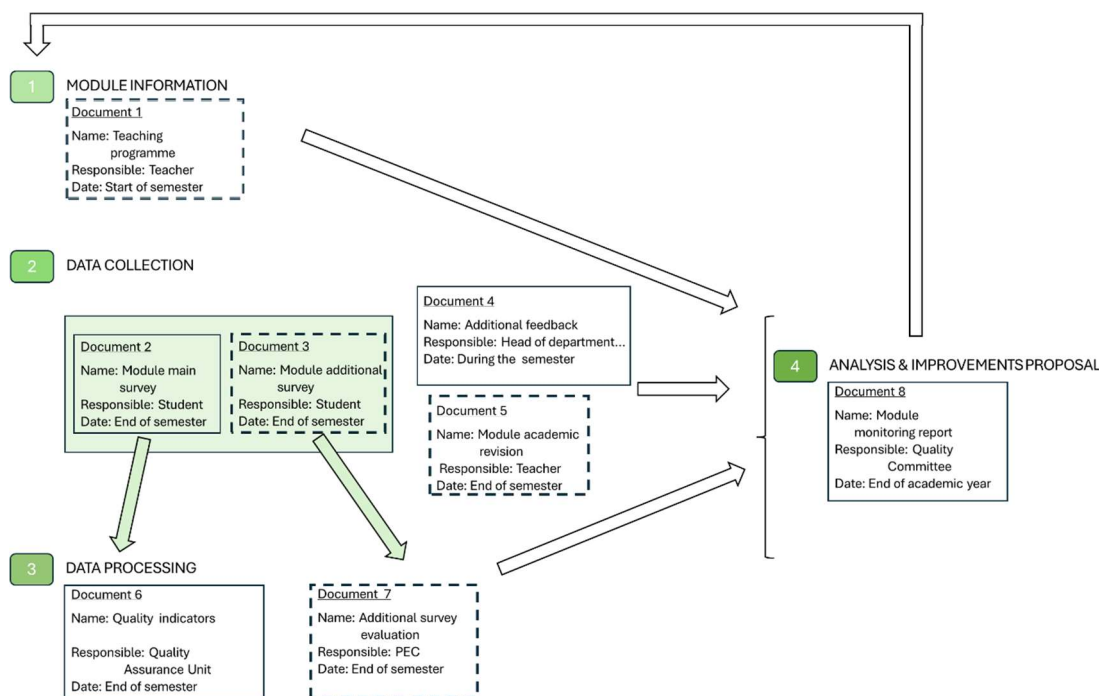 1
MODULE INFORMATION
Document 1
Name: Teaching
programme
Responsible: Teacher
Date: Start of semester
2
DATA COLLECTION
Document 2
Name: Module main
survey
Responsible: Student
Date: End of semester
Document 3
Name: Module additional
survey
Responsible: Student
Date: End of semester
Document 4
Name: Additional feedback
Responsible: Head of department...
Date: During the semester
Document 5
Name: Module academic
revision
Responsible: Teacher
Date: End of semester
3
DATA PROCESSING
Document 6
Name: Quality indicators
Responsible: Quality
Assurance Unit
Date: End of semester
Document 7
Name: Additional survey
evaluation
Responsible: PEC
Date: End of semester
4
ANALYSIS & IMPROVEMENTS PROPOSAL
Document 8
Name: Module
monitoring report
Responsible: Quality
Committee
Date: End of academic year